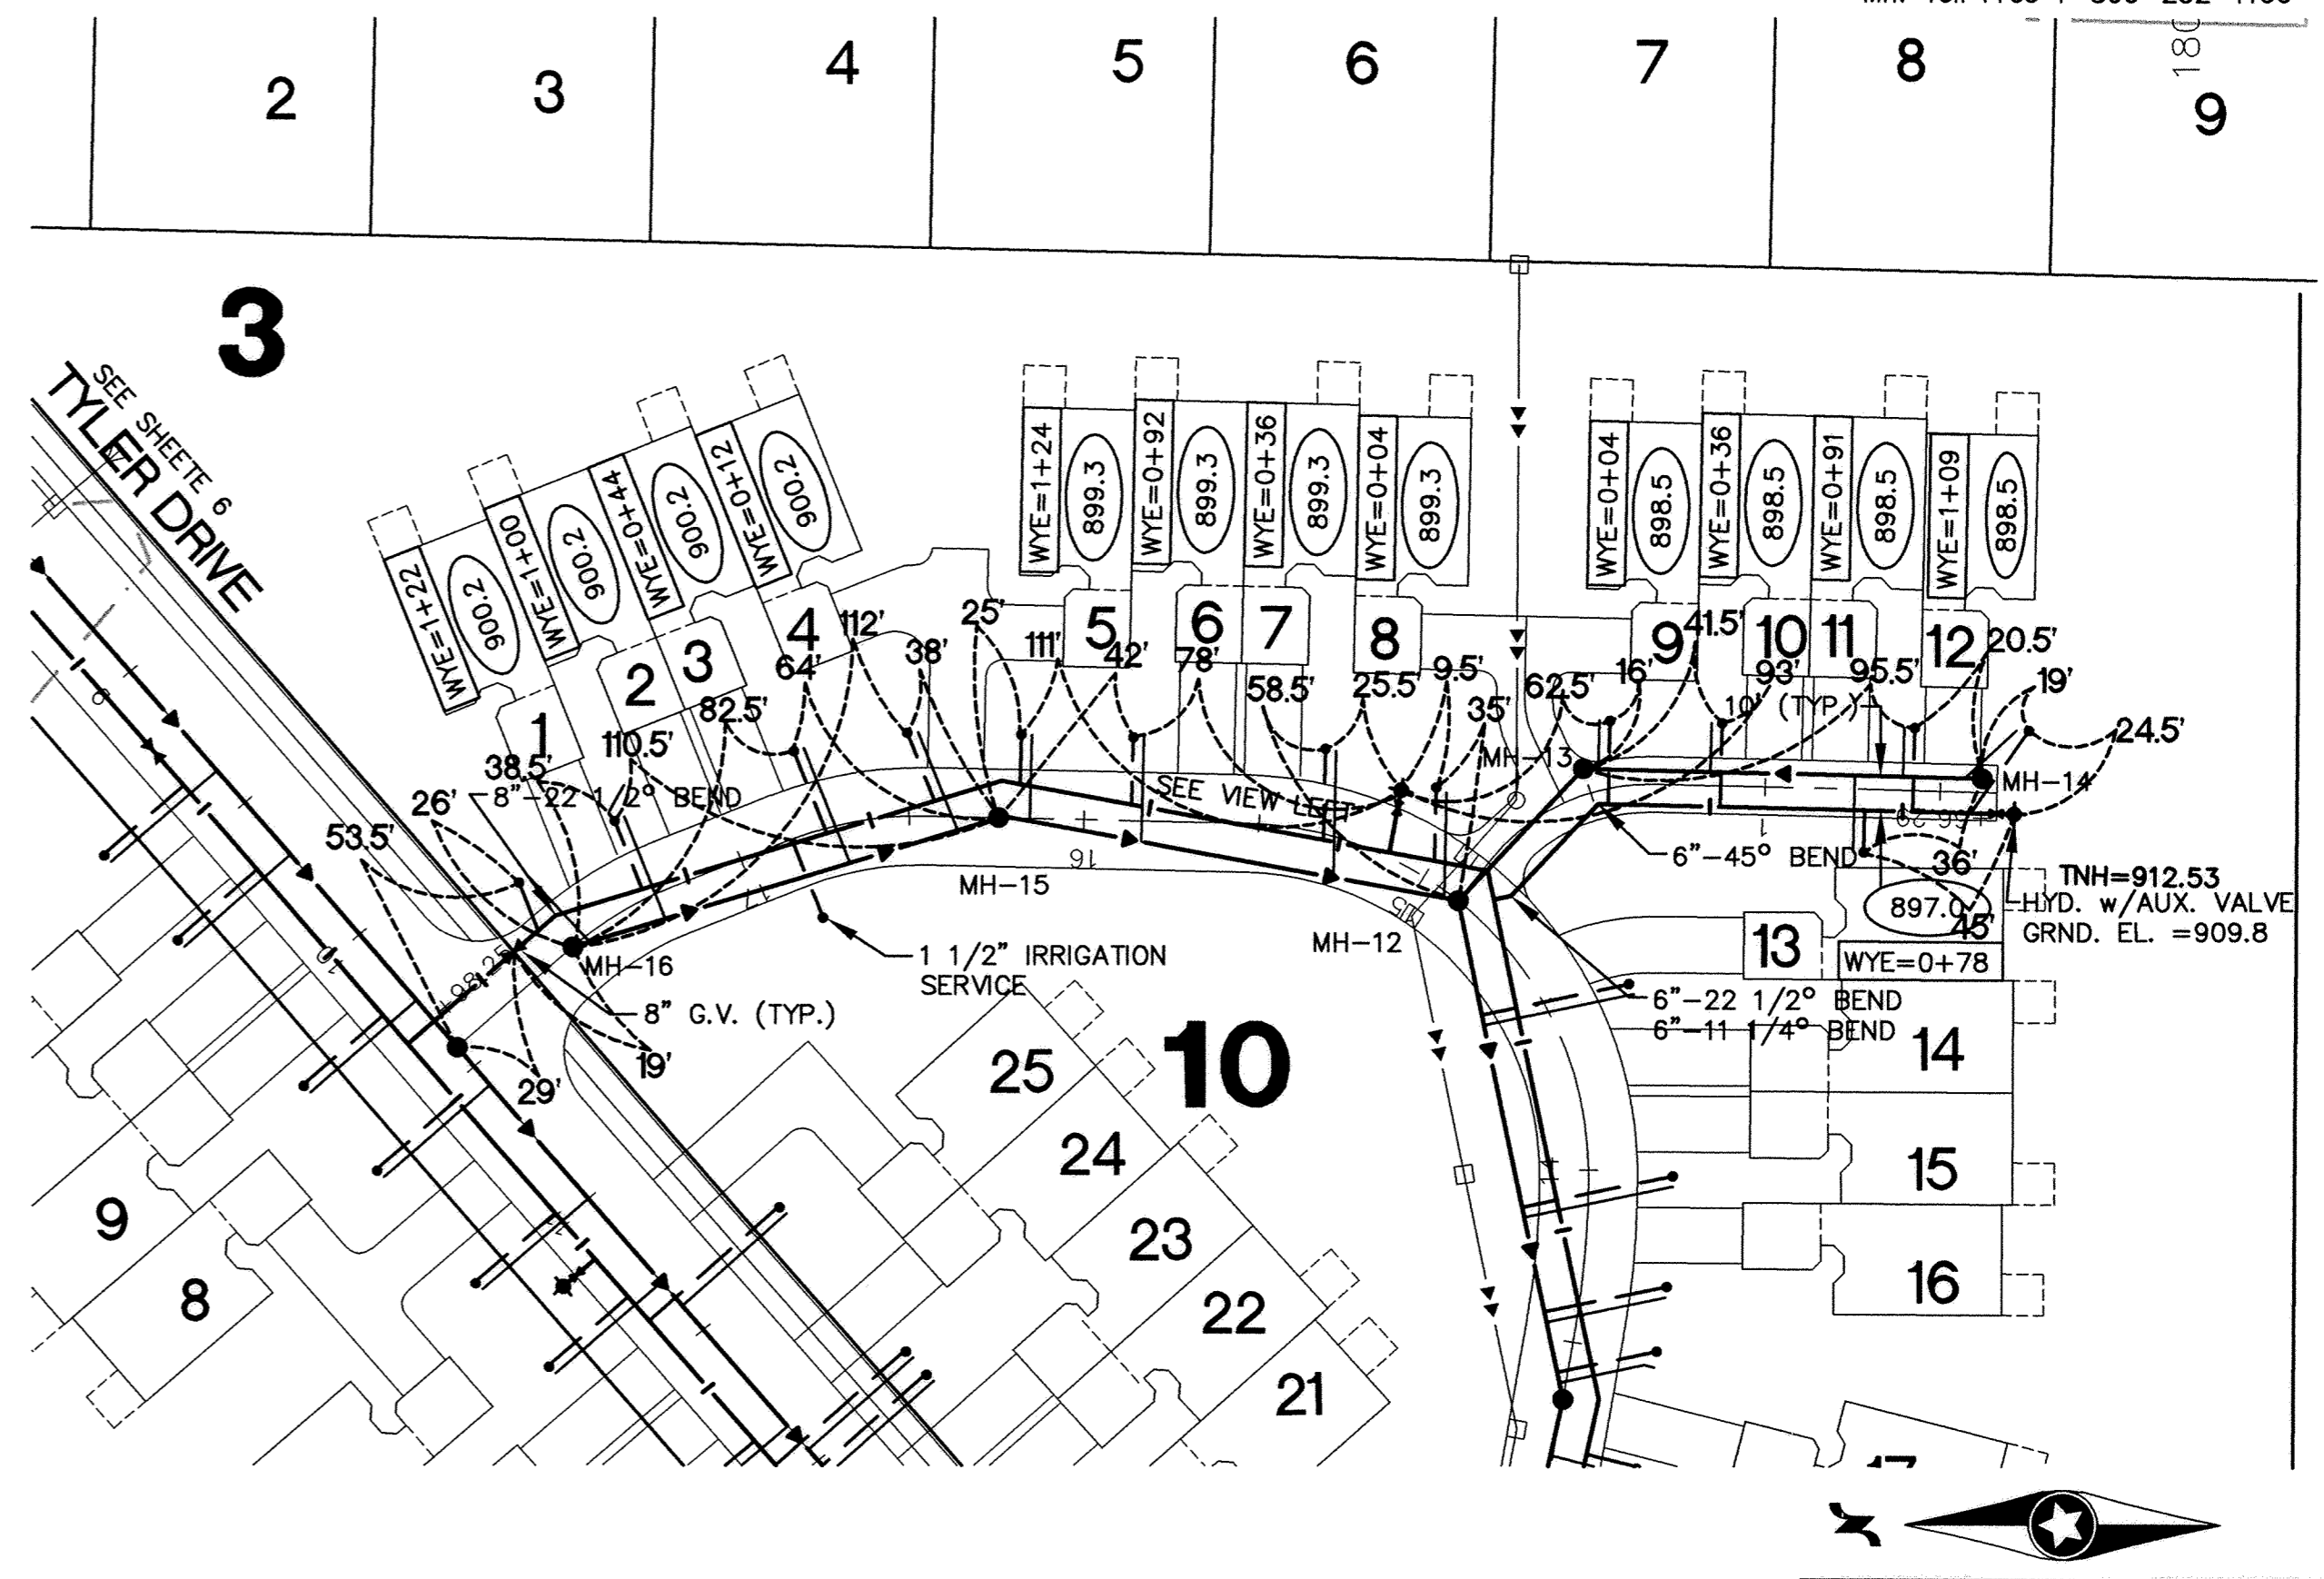 2
3
4
5
6
7
8
9
3
SEE SHEETE 6
TYLER DRIVE
WYE=1+22
900.2
WYE=1+00
900.2
WYE=0+44
900.2
WYE=0+12
900.2
WYE=1+24
899.3
WYE=0+92
899.3
WYE=0+36
899.3
WYE=0+04
899.3
WYE=0+04
898.5
WYE=0+36
898.5
WYE=0+91
898.5
WYE=1+09
898.5
1
2
3
4
5
6
7
8
9
10
11
12
112'
25'
111'
42'
78'
38'
64'
82.5'
110.5'
38.5'
26'
53.5'
58.5'
25.5'
9.5'
35'
62.5'
16'
41.5'
93'
10' (TYP.)
95.5'
20.5'
19'
24.5'
8"-22 1/2° BEND
SEE VIEW LEFT
MH-13
MH-14
MH-15
16
17
15
6"-45° BEND
36'
TNH=912.53
HYD. w/AUX. VALVE
GRND. EL. =909.8
897.0
45'
13
WYE=0+78
MH-12
MH-16
1 1/2" IRRIGATION
SERVICE
8" G.V. (TYP.)
19'
29'
6"-22 1/2° BEND
6"-11 1/4° BEND
10
25
24
23
22
21
14
15
16
9
8